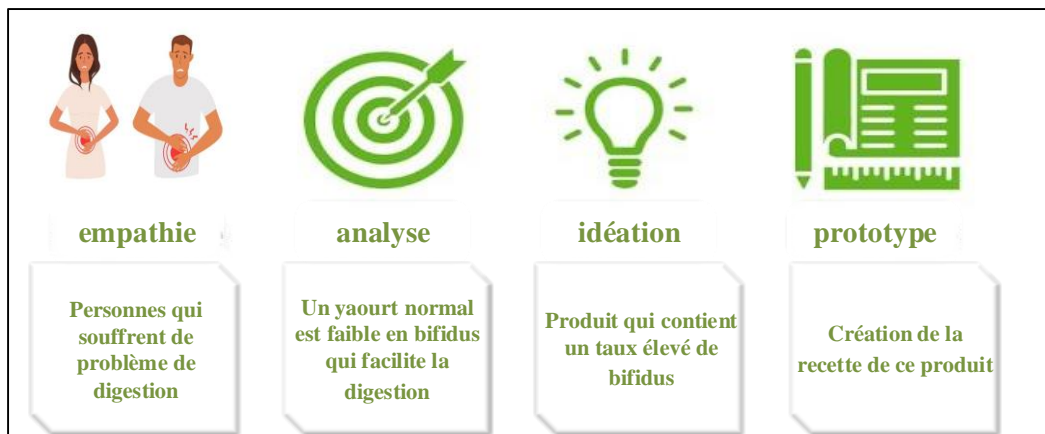 empathie
analyse
idéation
prototype
Personnes qui
souffrent de
problème de
digestion
Un yaourt normal
est faible en bifidus
qui facilite la
digestion
Produit qui contient
un taux élevé de
bifidus
Création de la
recette de ce produit